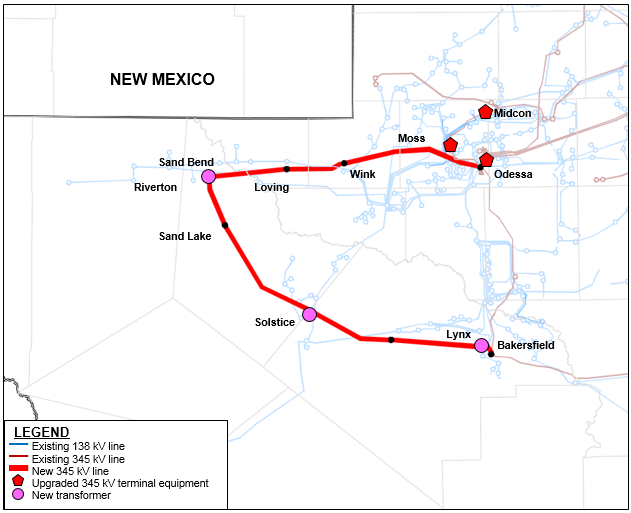 NEW MEXICO
Midcon
Moss
Sand Bend
Wink
Odessa
Riverton
Loving
Sand Lake
Solstice
Lynx
Bakersfield
LEGEND
Existing 138 kV line
Existing 345 kV line
New 345 kV line
Upgraded 345 kV terminal equipment
New transformer